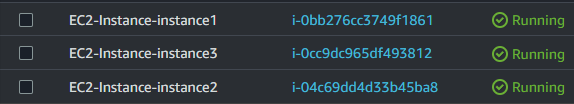 EC2-Instance-instance1 i-0bb276cc3749f1861 Running
EC2-Instance-instance3 i-0cc9dc965df493812 Running
EC2-Instance-instance2 i-04c69dd4d33b45ba8 Running